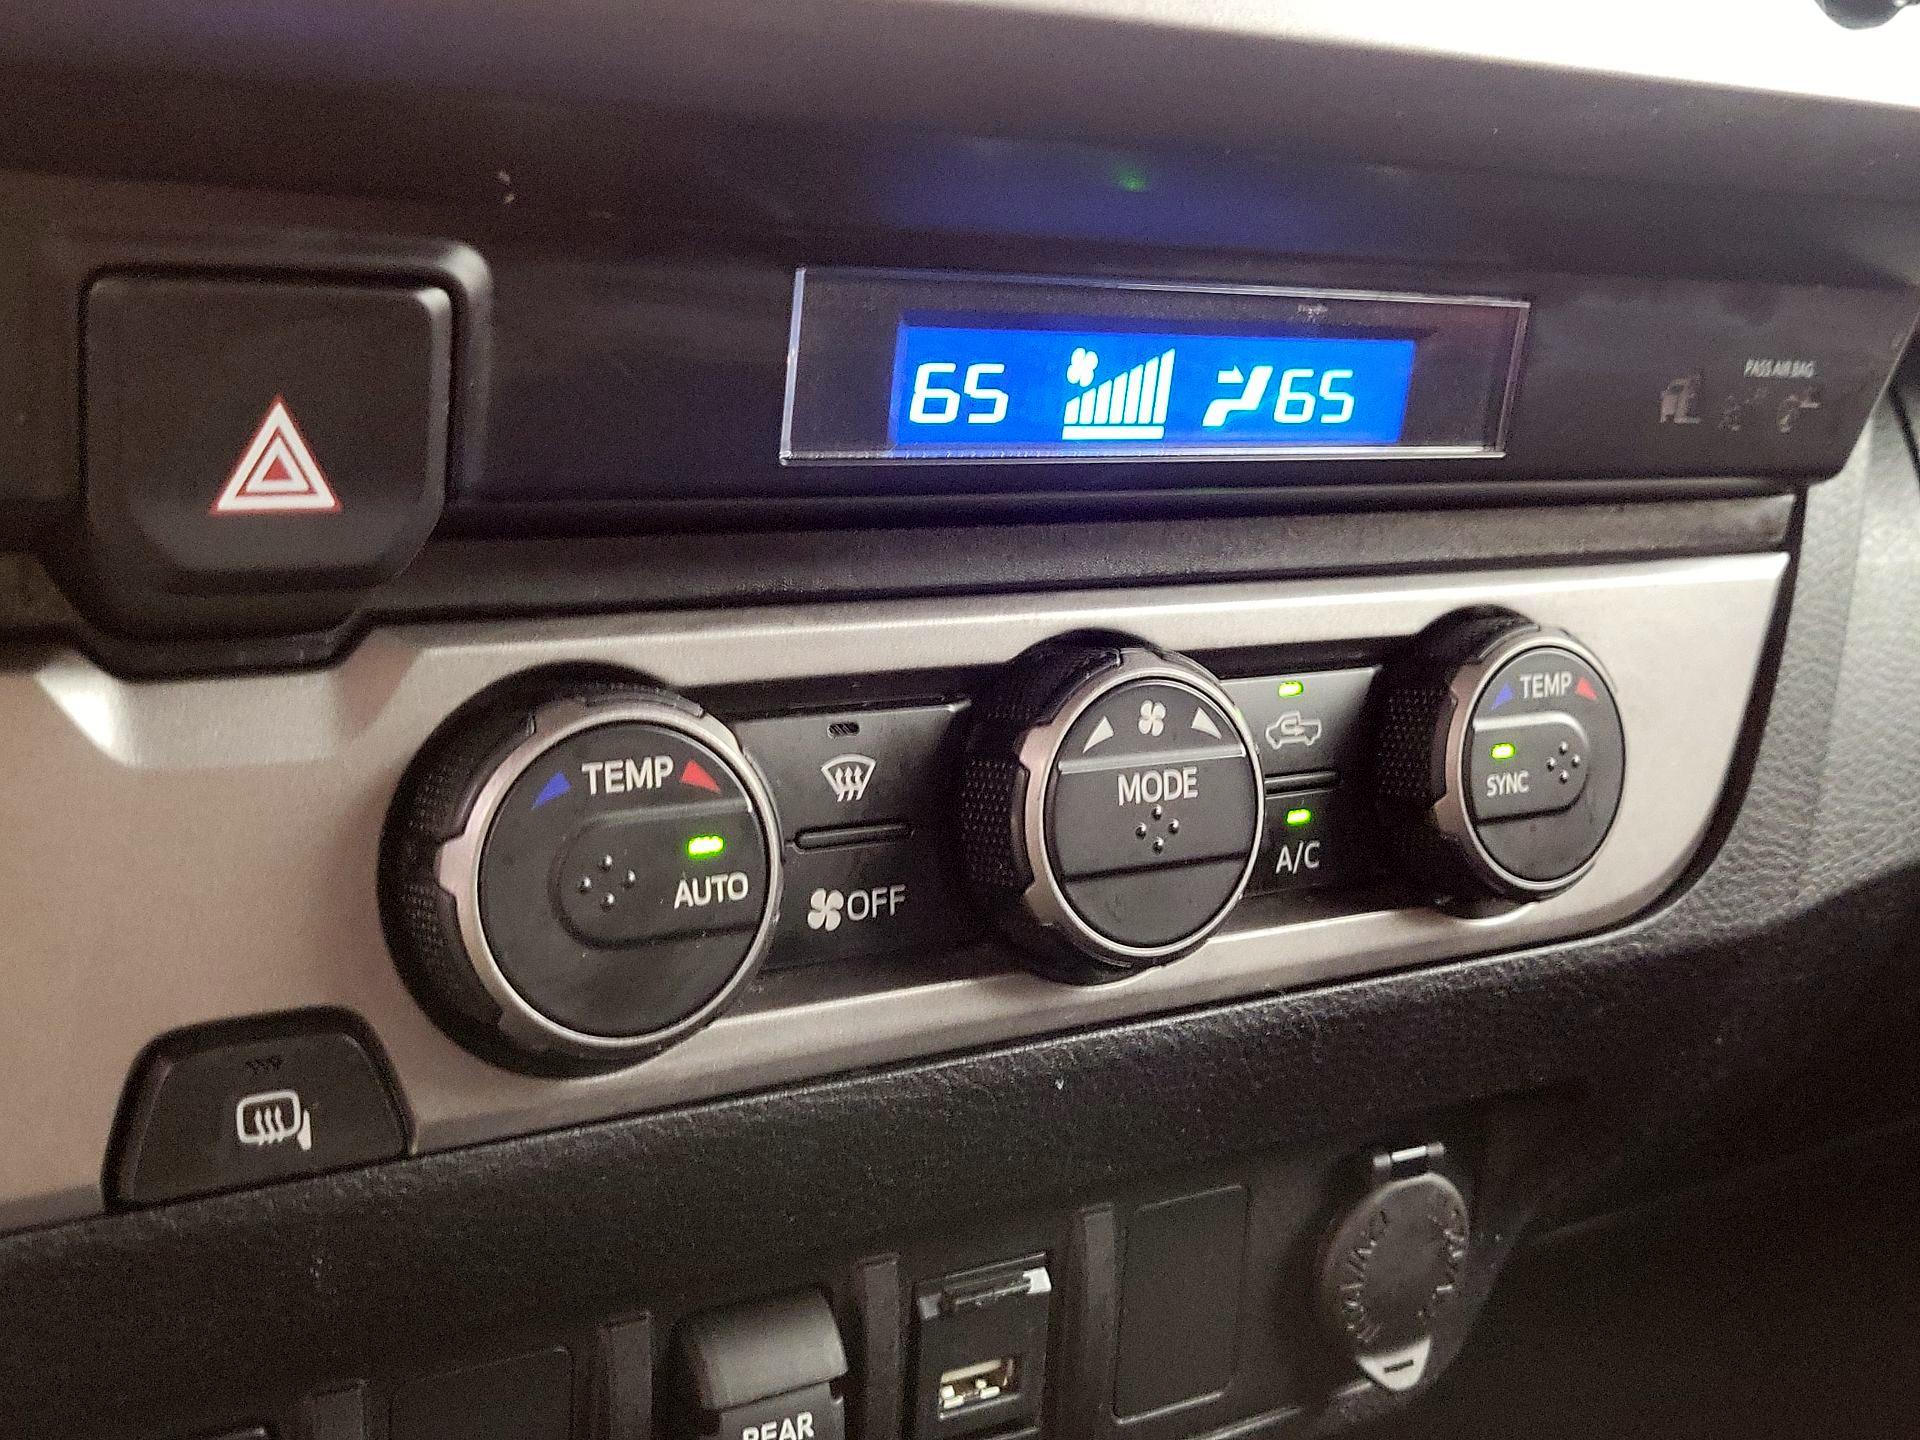 65 65
PASS AIR BAG
TEMP
AUTO
OFF
MODE
A/C
TEMP
SYNC
REAR